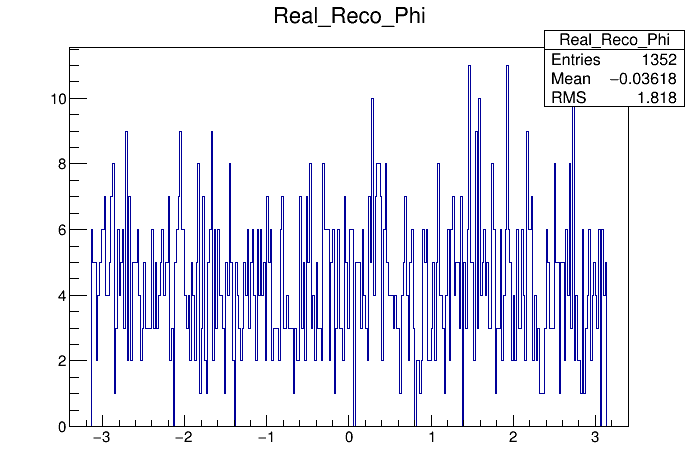 Real_Reco_Phi
Real_Reco_Phi
Entries 1352
Mean −0.03618
RMS 1.818
10
8
6
4
2
0
−3 −2 −1 0 1 2 3